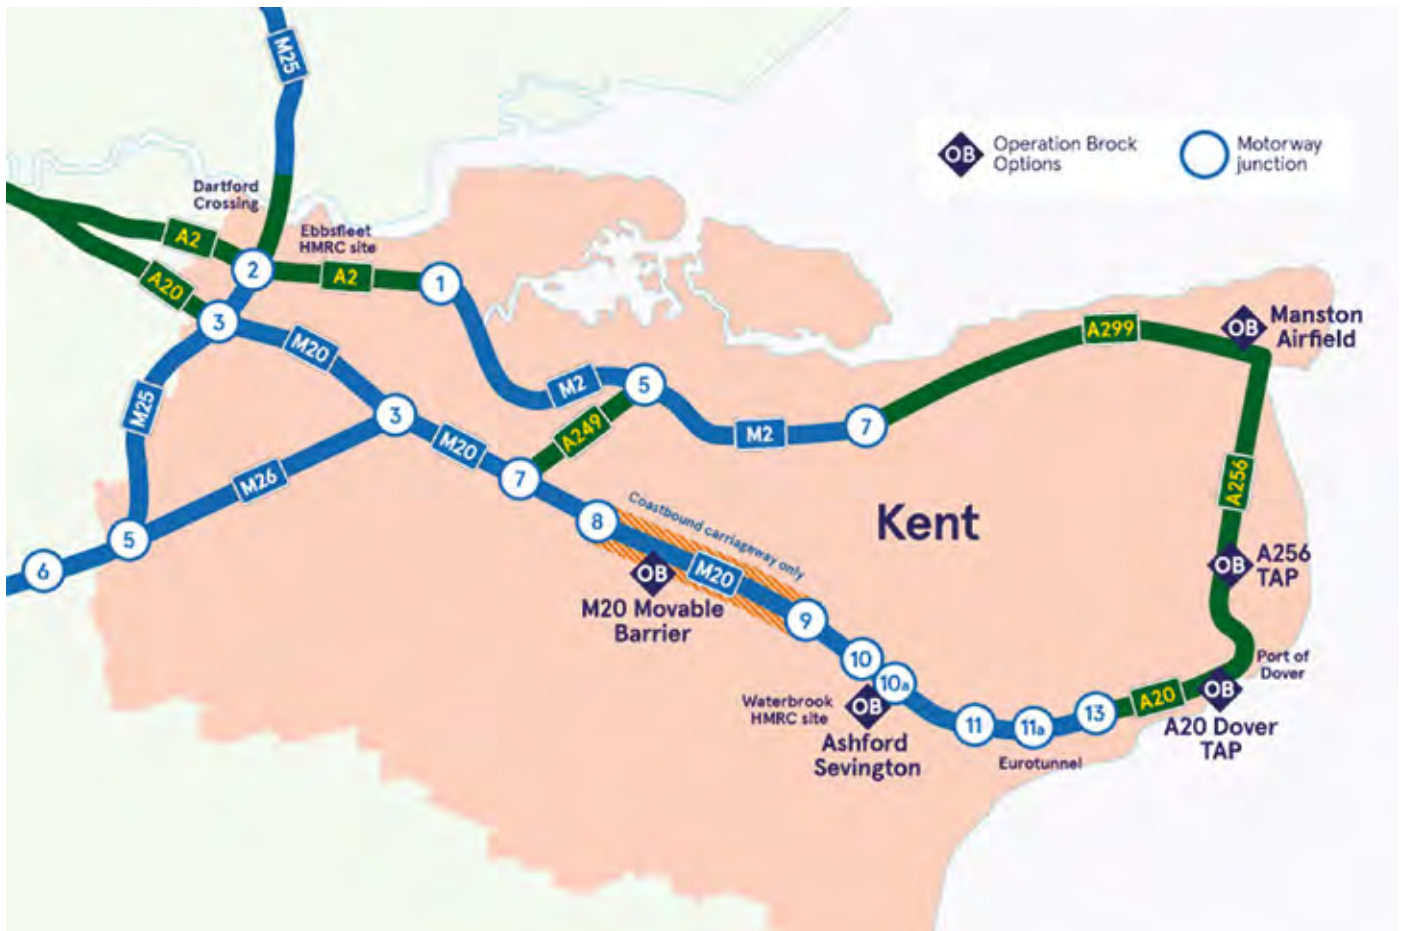 M25
OB
Operation Brock
Options
Motorway
junction
Dartford
Crossing
A2
Ebbsfleet
HMRC site
2
A2
1
A20
3
M20
M25
3
M2
5
A249
M2
7
A299
OB
Manston
Airfield
M20
M26
7
A256
Coastbound carriageway only
8
Kent
5
6
OB
M20
M20 Movable
Barrier
9
OB
A256
TAP
10
10a
Port of
Dover
Waterbrook
HMRC site
OB
Ashford
Sevington
11
11a
13
A20
OB
A20 Dover
TAP
Eurotunnel